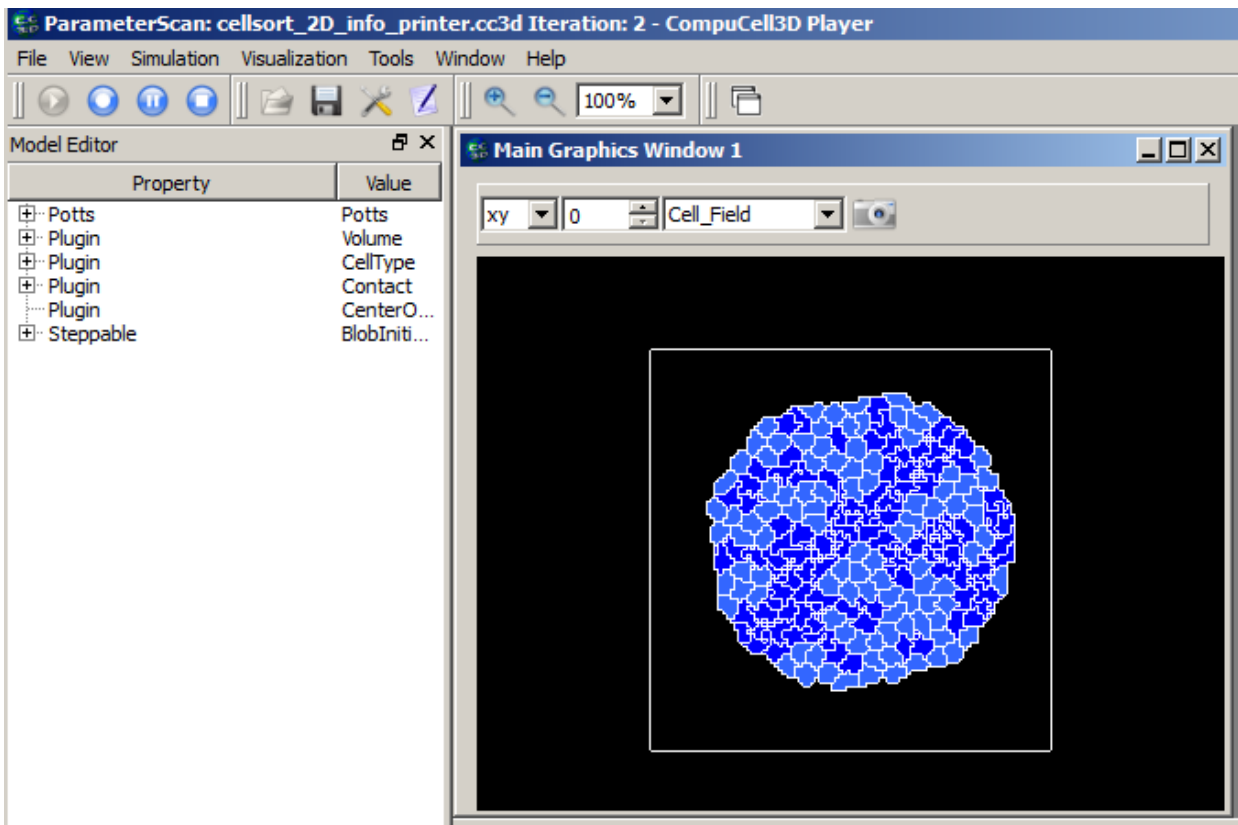 ParameterScan: cellsort_2D_info_printer.cc3d Iteration: 2 - CompuCell3D Player
File View Simulation Visualization Tools Window Help
100%
Model Editor
Property Value
Potts Potts
Plugin Volume
Plugin CellType
Plugin Contact
Plugin CenterO...
Steppable BlobIniti...
Main Graphics Window 1
xy 0 Cell_Field